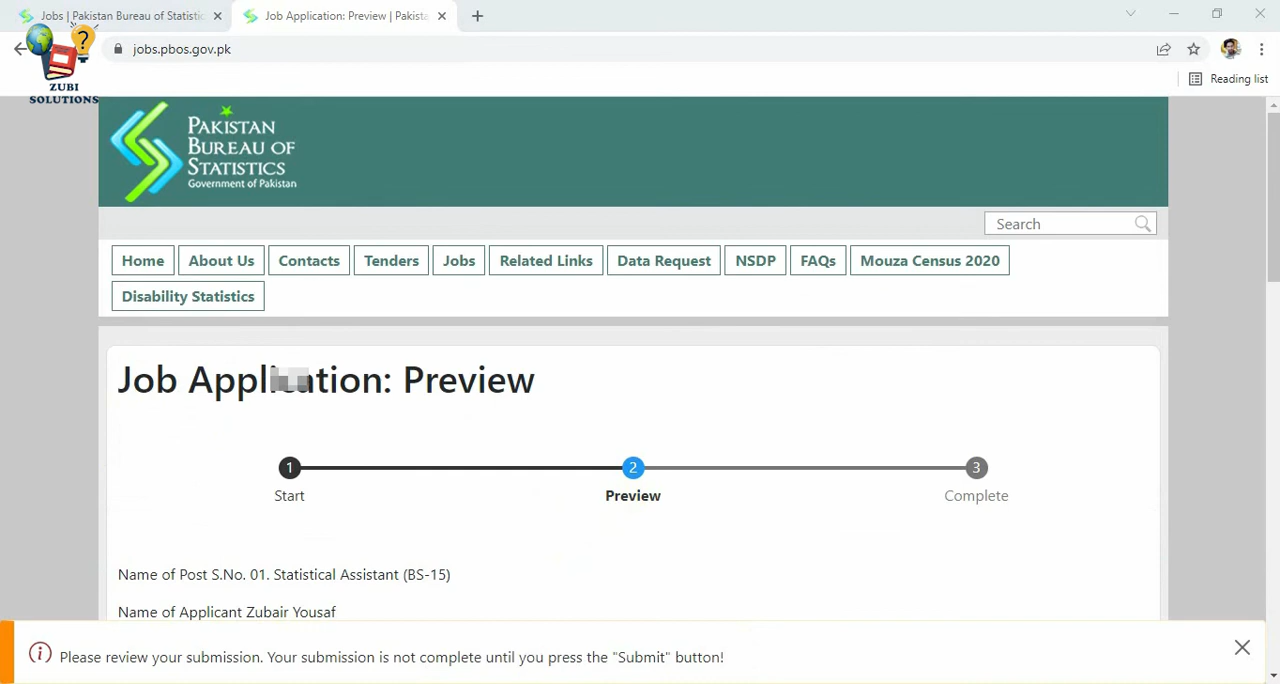 Jobs | Pakistan Bureau of Statistic
Job Application: Preview | Pakista
jobs.pbos.gov.pk
?
ZUBI
SOLUTIONS
Reading list
PAKISTAN
BUREAU OF
STATISTICS
Government of Pakistan
Search
Home About Us Contacts Tenders Jobs Related Links Data Request NSDP FAQs Mouza Census 2020
Disability Statistics
Job Application: Preview
1 2 3
Start Preview Complete
Name of Post S.No. 01. Statistical Assistant (BS-15)
Name of Applicant Zubair Yousaf
Please review your submission. Your submission is not complete until you press the "Submit" button!